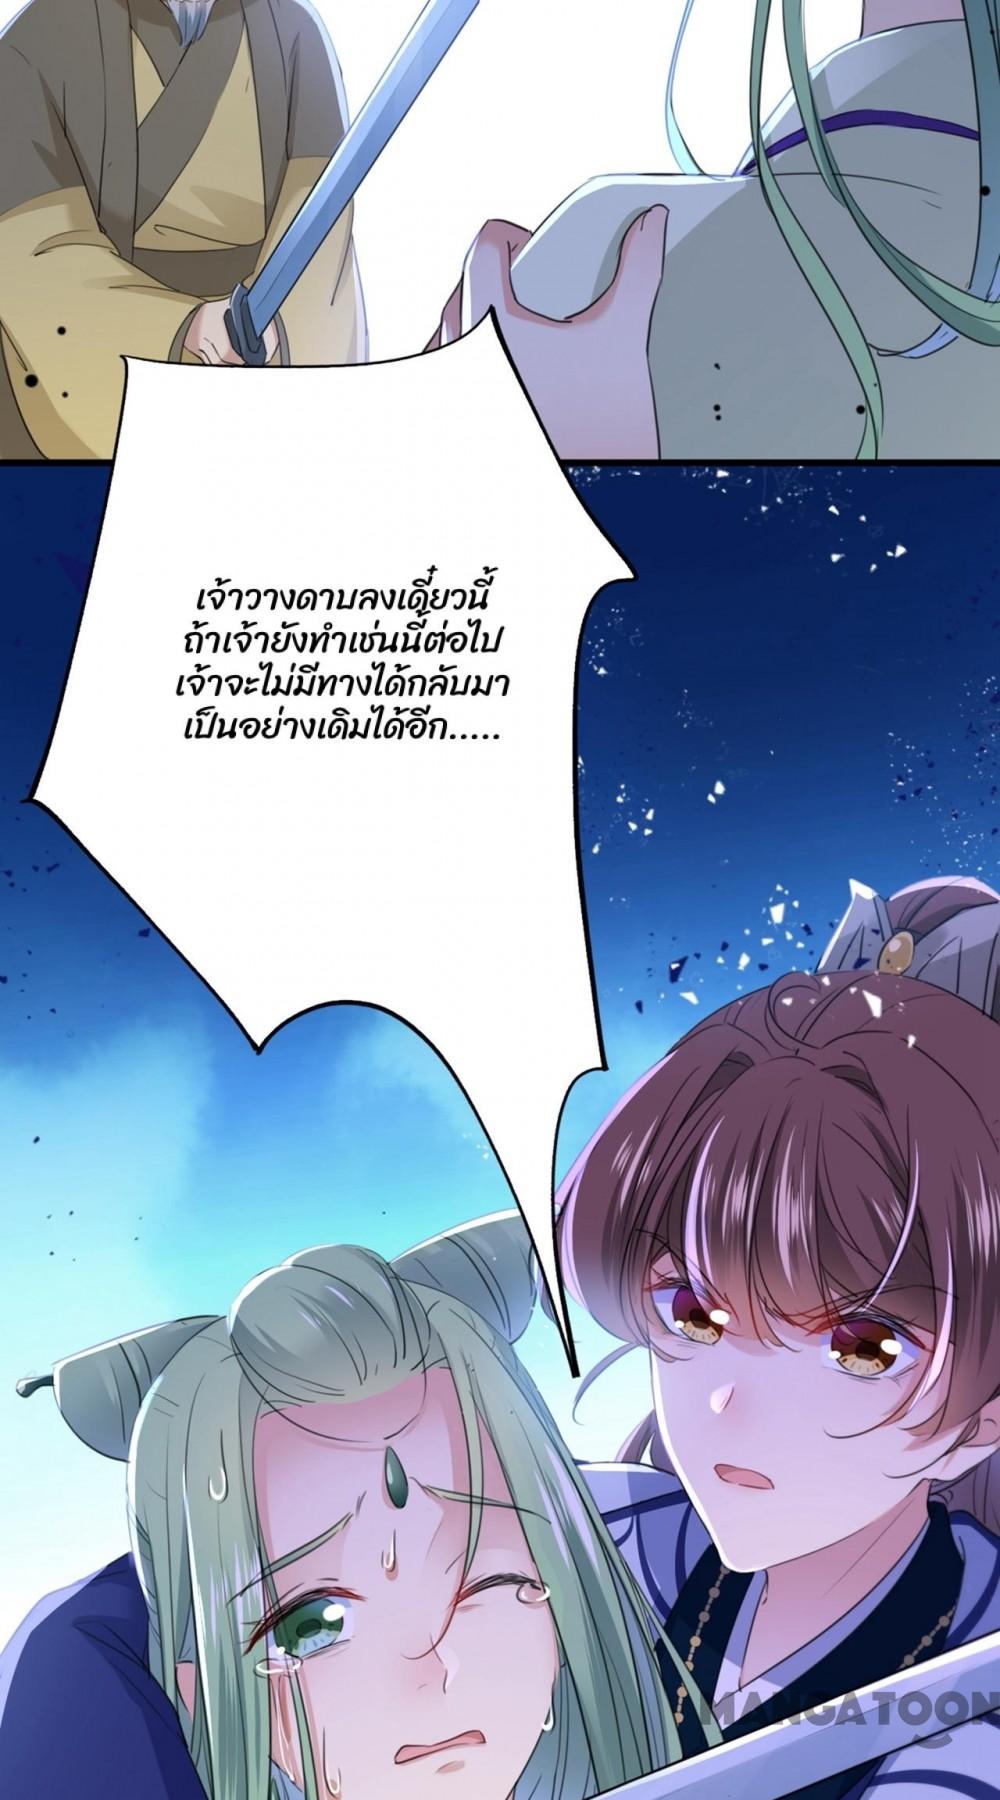 เจ้าวางดาบลงเดี๋ยวนี้
ถ้าเจ้ายังทำเช่นนี้ต่อไป
เจ้าจะไม่มีทางได้กลับมา
เป็นอย่างเดิมได้อีก.....
MANGATOON